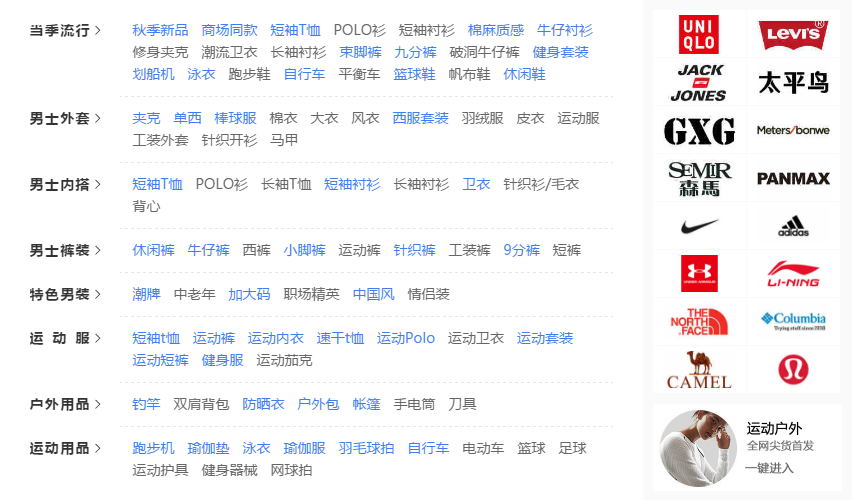 当季流行 > 秋季新品 商场同款 短袖T恤 POLO衫 短袖衬衫 棉麻质感 牛仔衬衫
修身夹克 潮流卫衣 长袖衬衫 束脚裤 九分裤 破洞牛仔裤 健身套装
划船机 泳衣 跑步鞋 自行车 平衡车 篮球鞋 帆布鞋 休闲鞋
男士外套 > 夹克 单西 棒球服 棉衣 大衣 风衣 西服套装 羽绒服 皮衣 运动服
工装外套 针织开衫 马甲
男士内搭 > 短袖T恤 POLO衫 长袖T恤 短袖衬衫 长袖衬衫 卫衣 针织衫/毛衣
背心
男士裤装 > 休闲裤 牛仔裤 西裤 小脚裤 运动裤 针织裤 工装裤 9分裤 短裤
特色男装 > 潮牌 中老年 加大码 职场精英 中国风 情侣装
运 动 服 > 短袖t恤 运动裤 运动内衣 速干t恤 运动Polo 运动卫衣 运动套装
运动短裤 健身服 运动茄克
户外用品 > 钓竿 双肩背包 防晒衣 户外包 帐篷 手电筒 刀具
运动用品 > 跑步机 瑜伽垫 泳衣 瑜伽服 羽毛球拍 自行车 电动车 篮球 足球
运动护具 健身器械 网球拍
UNI
QLO
LEVI'S®
JACK
JONES
太平鸟
GXG
Meters/bonwe
SEMIR
森馬
PANMAX
adidas
UNDER ARMOUR
LI-NING
THE
NORTH
FACE
Columbia
Trying stuff since 1938
CAMEL
运动户外
全网尖货首发
一键进入